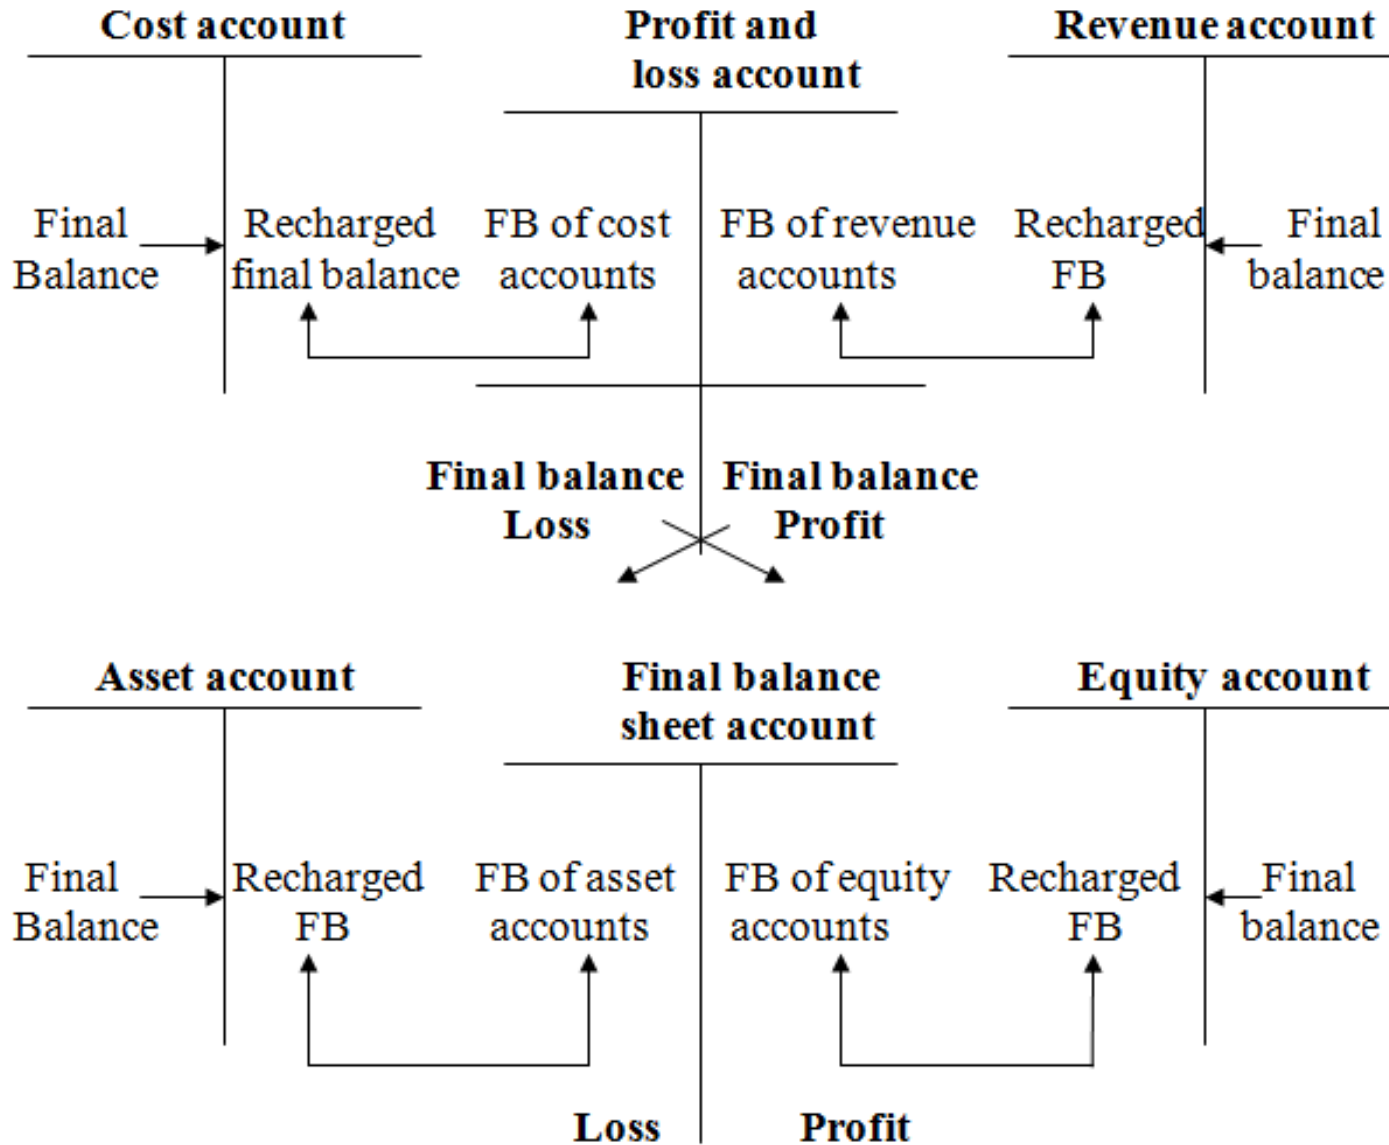 Cost account
Profit and
loss account
Revenue account
Final
Balance
Recharged
final balance
FB of cost
accounts
FB of revenue
accounts
Recharged
FB
Final
balance
Final balance
Loss
Final balance
Profit
Asset account
Final balance
sheet account
Equity account
Final
Balance
Recharged
FB
FB of asset
accounts
FB of equity
accounts
Recharged
FB
Final
balance
Loss
Profit